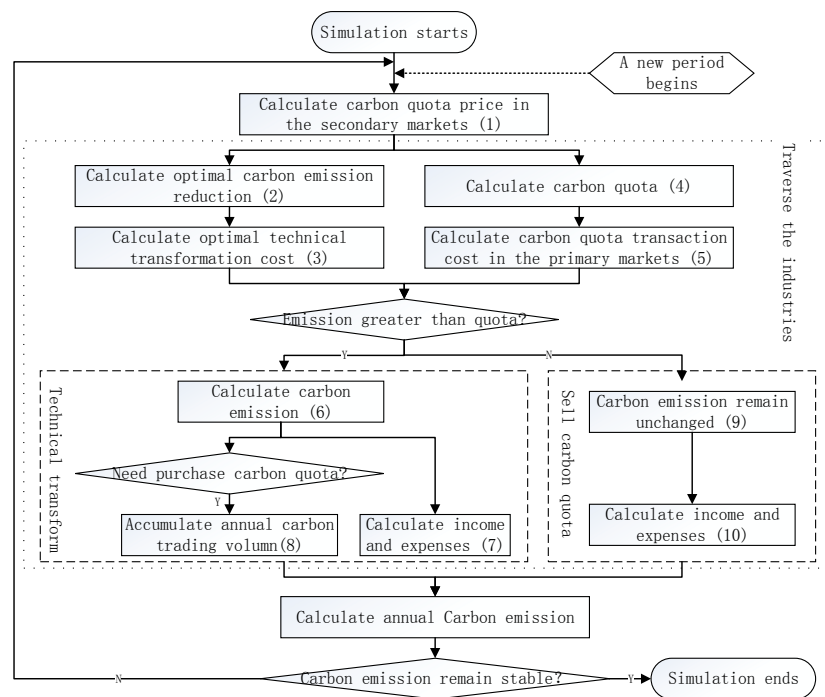 Simulation starts
A new period
begins
Calculate carbon quota price in
the secondary markets (1)
Traverse the industries
Calculate optimal carbon emission
reduction (2)
Calculate carbon quota (4)
Calculate optimal technical
transformation cost (3)
Calculate carbon quota transaction
cost in the primary markets (5)
Emission greater than quota?
Y
N
Technical transform
Calculate carbon
emission (6)
Need purchase carbon quota?
Y
Accumulate annual carbon
trading volumn(8)
Calculate income
and expenses (7)
Sell carbon quota
Carbon emission remain
unchanged (9)
Calculate income and
expenses (10)
Calculate annual Carbon emission
Carbon emission remain stable?
N
Y
Simulation ends